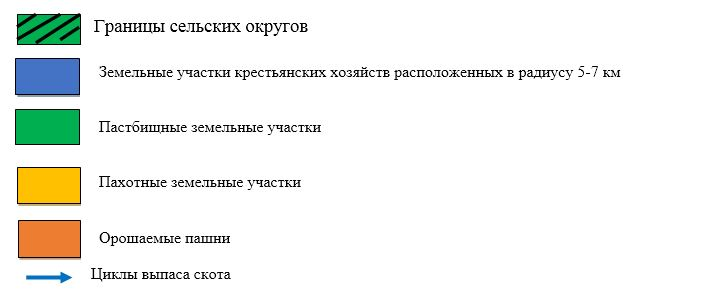 Границы сельских округов
Земельные участки крестьянских хозяйств расположенных в радиусу 5-7 км
Пастбищные земельные участки
Пахотные земельные участки
Орошаемые пашни
Циклы выпаса скота